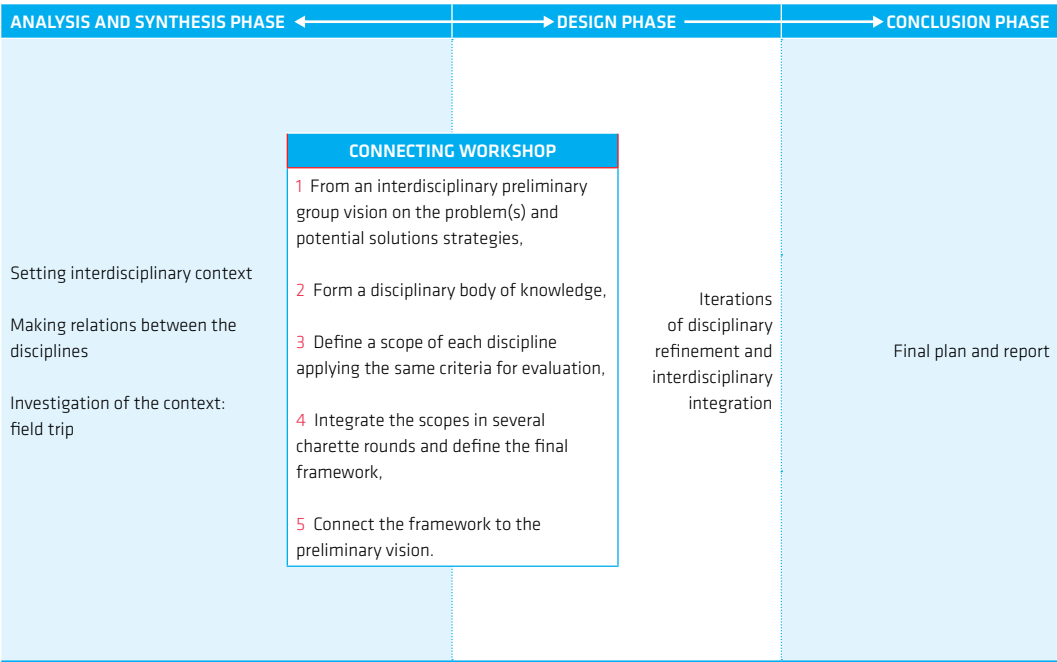 ANALYSIS AND SYNTHESIS PHASE
DESIGN PHASE
CONCLUSION PHASE
Setting interdisciplinary context
Making relations between the
disciplines
Investigation of the context:
field trip
CONNECTING WORKSHOP
1 From an interdisciplinary preliminary
group vision on the problem(s) and
potential solutions strategies,
2 Form a disciplinary body of knowledge,
3 Define a scope of each discipline
applying the same criteria for evaluation,
4 Integrate the scopes in several
charette rounds and define the final
framework,
5 Connect the framework to the
preliminary vision.
Iterations
of disciplinary
refinement and
interdisciplinary
integration
Final plan and report